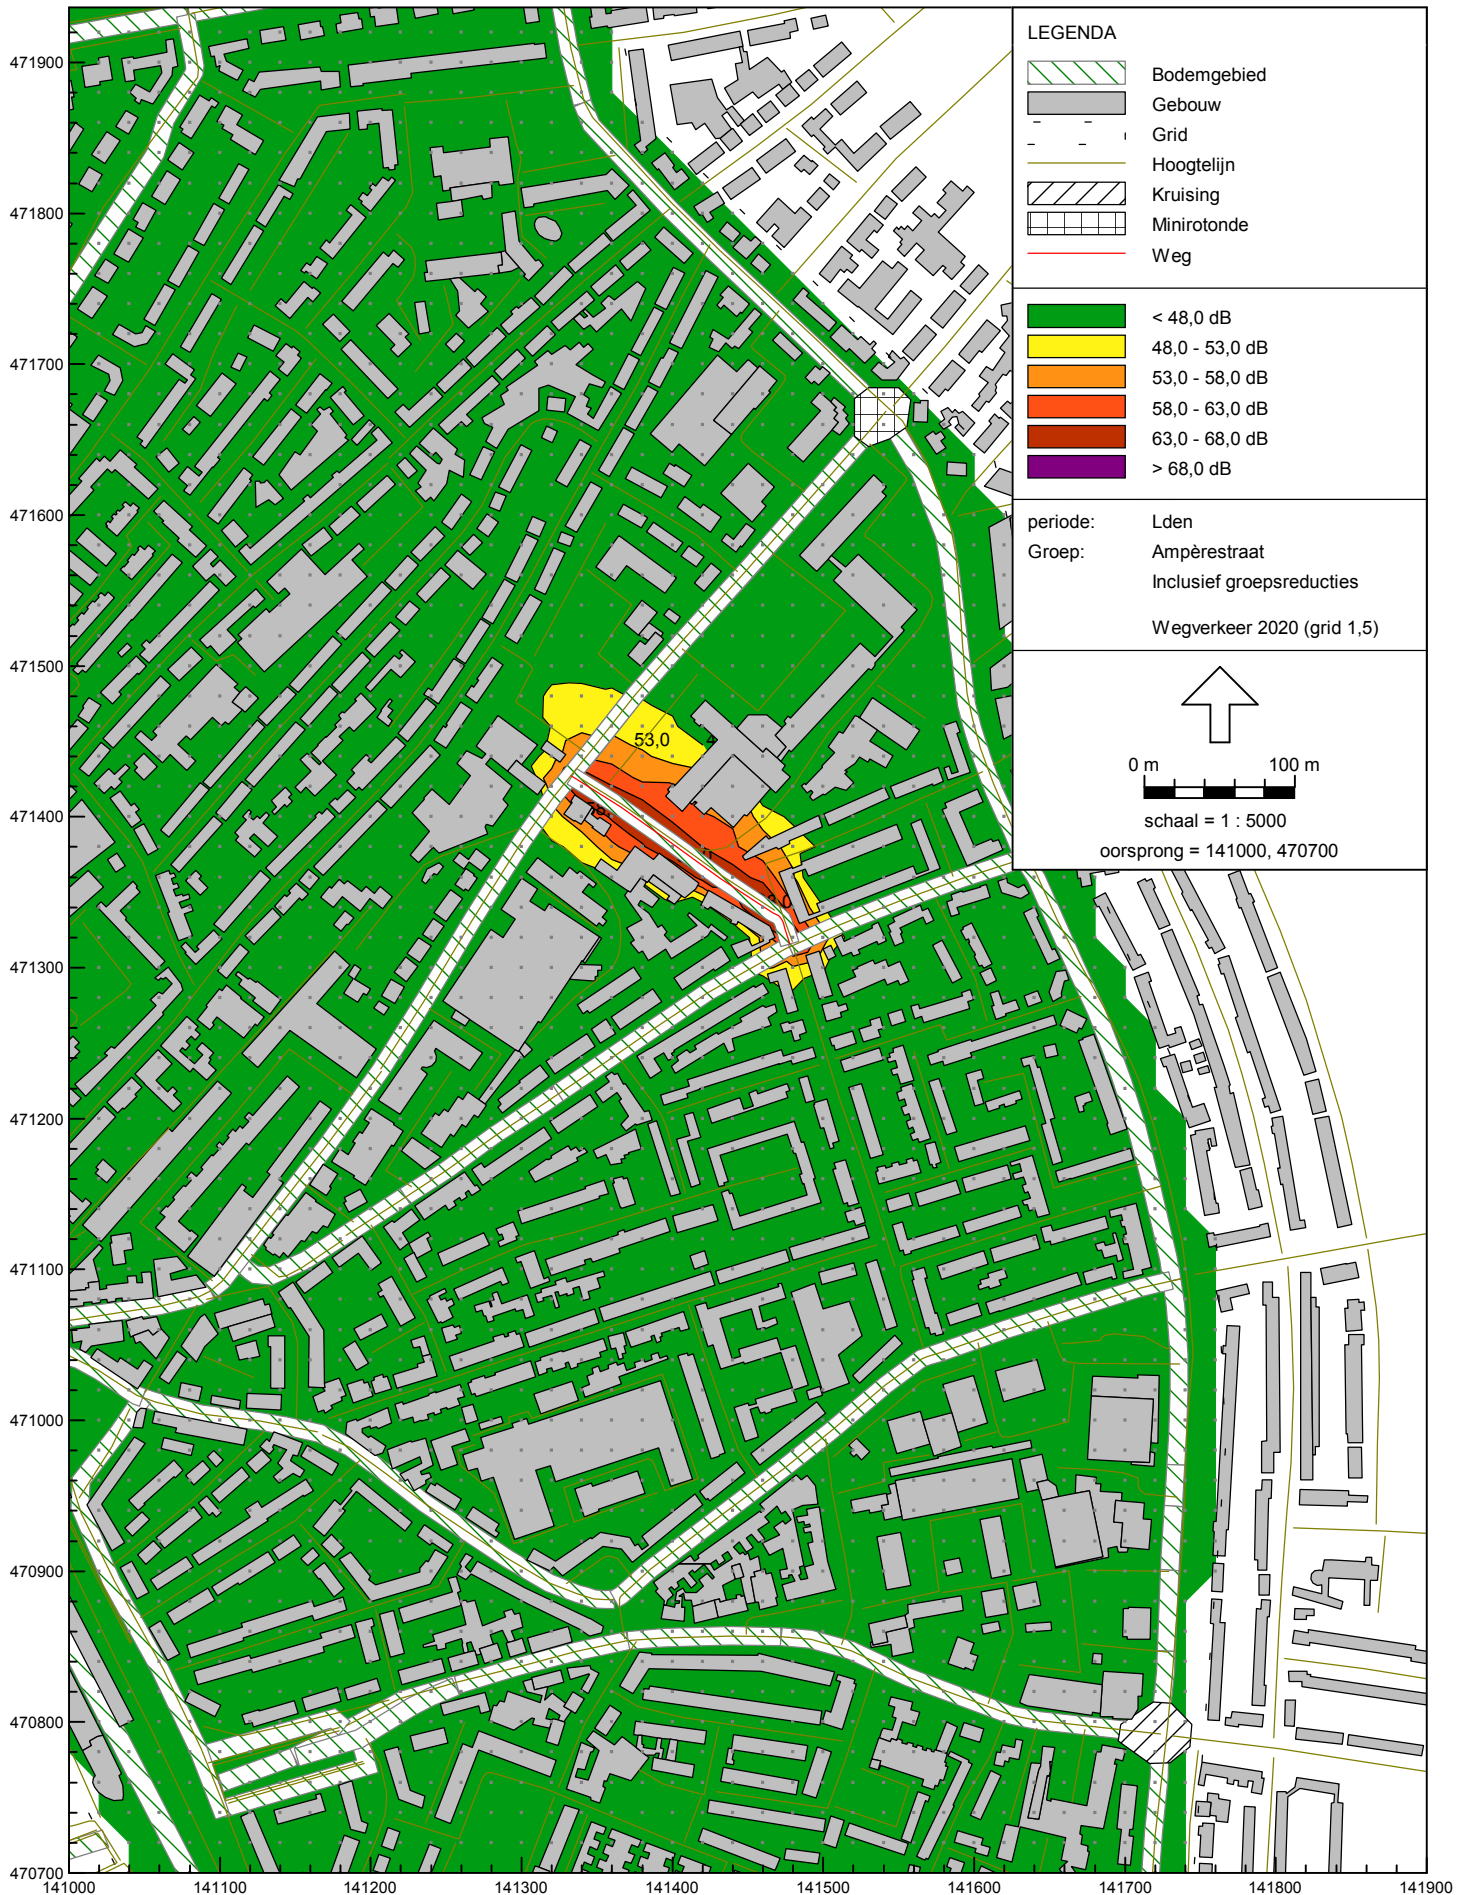 LEGENDA
Bodemgebied
Gebouw
Grid
Hoogtelijn
Kruising
Minirotonde
Weg
< 48,0 dB
48,0 - 53,0 dB
53,0 - 58,0 dB
58,0 - 63,0 dB
63,0 - 68,0 dB
> 68,0 dB
periode: Lden
Groep: Ampèrestraat
Inclusief groepsreducties
Wegverkeer 2020 (grid 1,5)
0 m 100 m
schaal = 1 : 5000
oorsprong = 141000, 470700
471900
471800
471700
471600
471500
471400
471300
471200
471100
471000
470900
470800
470700
53,0
141000 141100 141200 141300 141400 141500 141600 141700 141800 141900